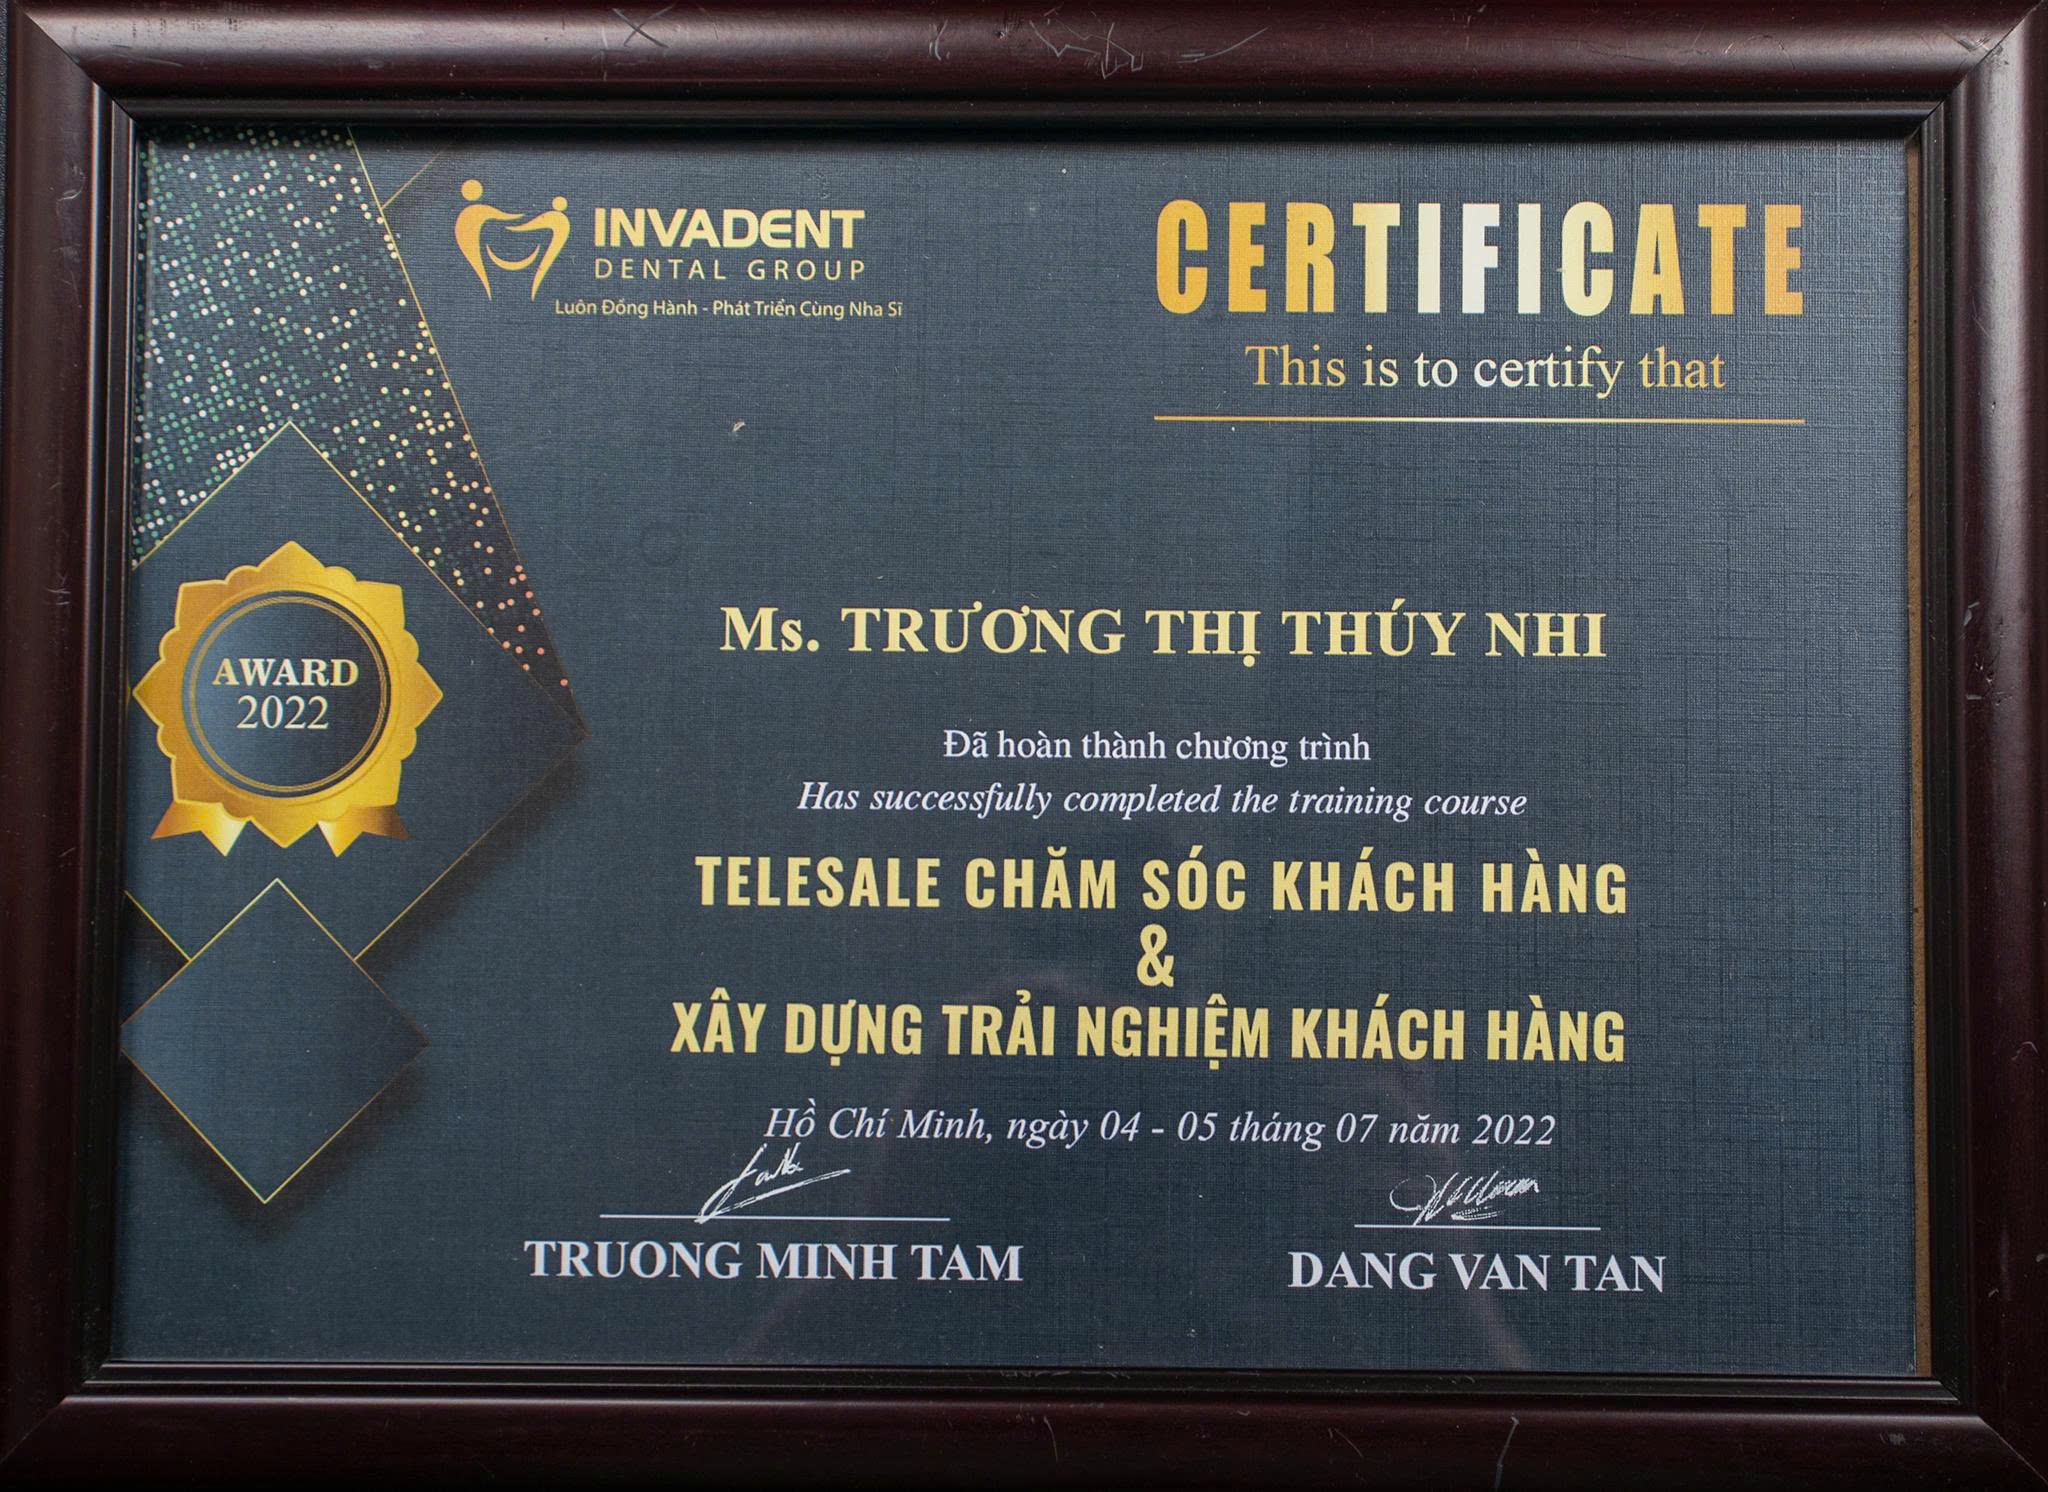 INVADENT
DENTAL GROUP
Luôn Đồng Hành - Phát Triển Cùng Nha Sĩ
CERTIFICATE
This is to certify that
AWARD
2022
Ms. TRƯƠNG THỊ THÚY NHI
Đã hoàn thành chương trình
Has successfully completed the training course
TELESALE CHĂM SÓC KHÁCH HÀNG
&
XÂY DỰNG TRẢI NGHIỆM KHÁCH HÀNG
Hồ Chí Minh, ngày 04 - 05 tháng 07 năm 2022
TRUONG MINH TAM
DANG VAN TAN